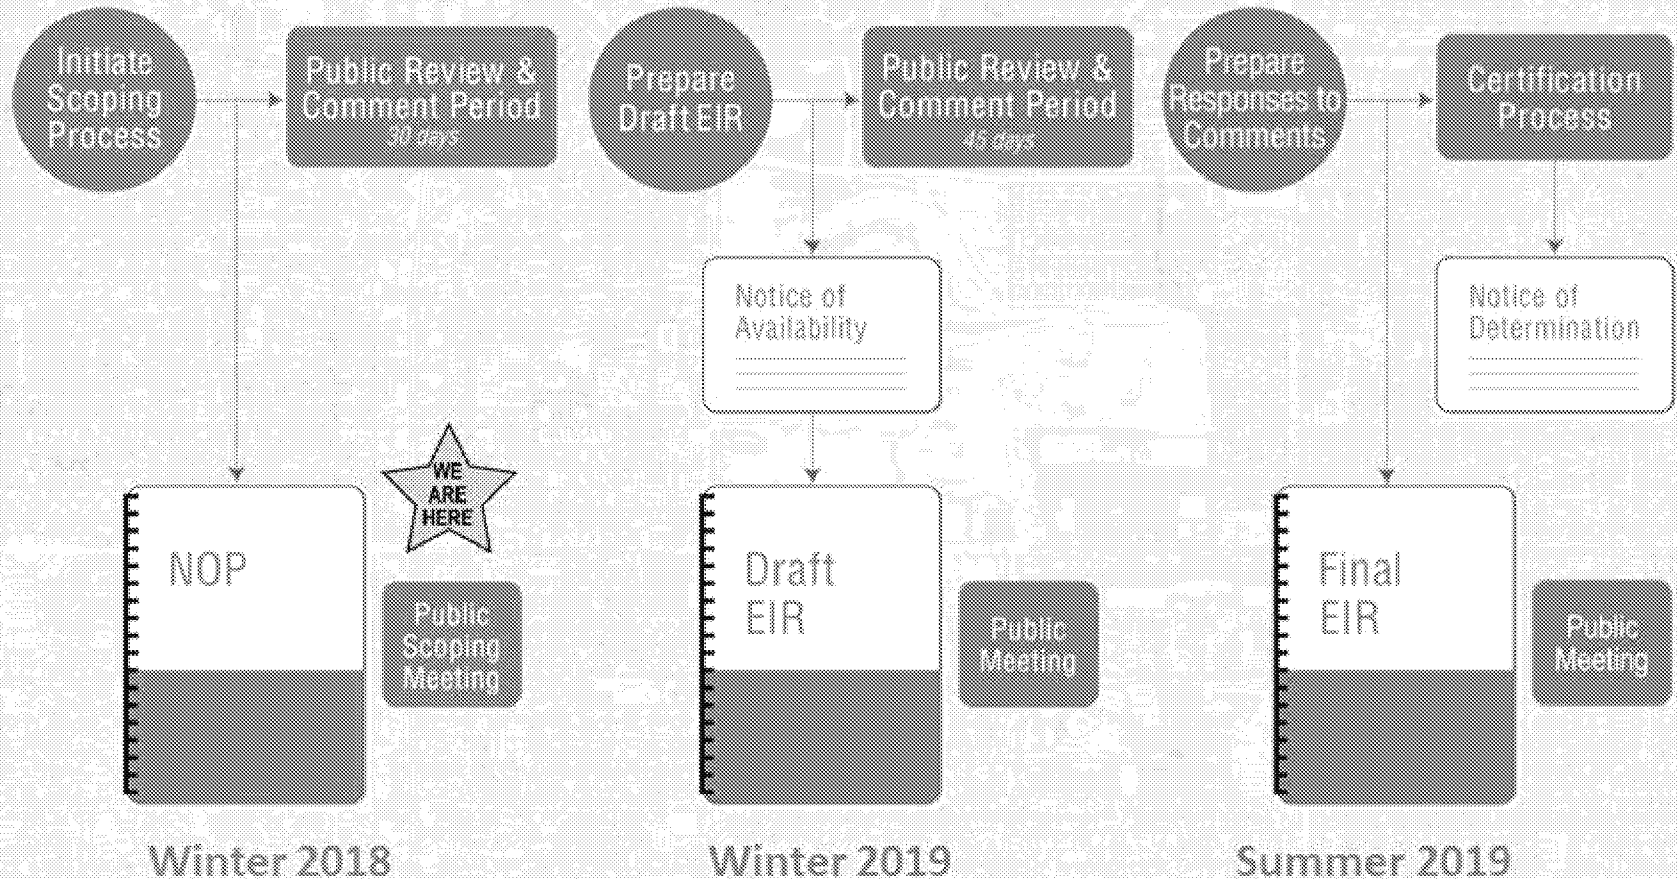 Initiate
Scoping
Process
Public Review &
Comment Period
30 days
Prepare
Draft EIR
Public Review &
Comment Period
45 days
Prepare
Responses to
Comments
Certification
Process
Notice of
Availability
Notice of
Determination
WE
ARE
HERE
NOP
Public
Scoping
Meeting
Draft
EIR
Public
Meeting
Final
EIR
Public
Meeting
Winter 2018
Winter 2019
Summer 2019